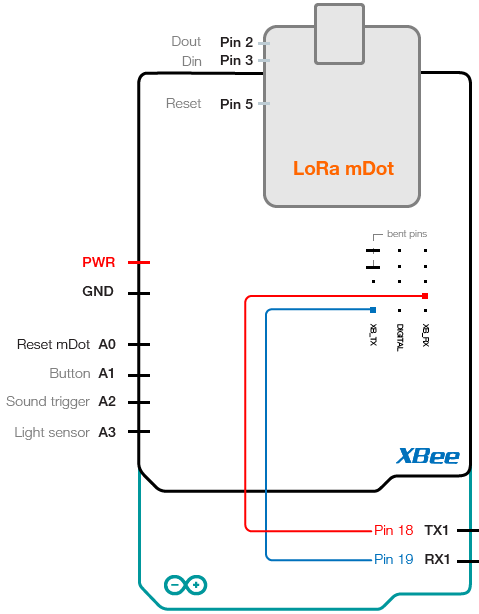 Dout Pin 2
Din Pin 3
Reset Pin 5
LoRa mDot
bent pins
PWR
GND
XB_TX
DIGITAL
XB_RX
Reset mDot A0
Button A1
Sound trigger A2
Light sensor A3
XBee
Pin 18 TX1
Pin 19 RX1